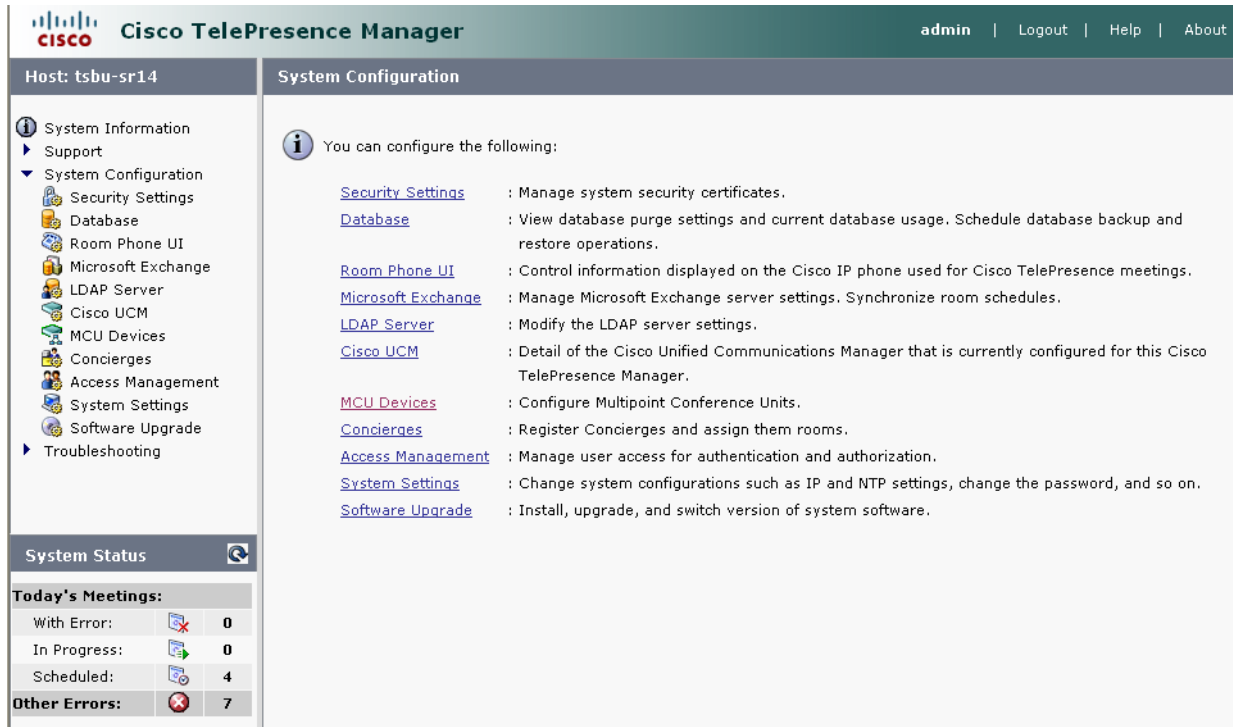 CISCO
Cisco TelePresence Manager
admin | Logout | Help | About
Host: tsbu-sr14
System Information
Support
System Configuration
Security Settings
Database
Room Phone UI
Microsoft Exchange
LDAP Server
Cisco UCM
MCU Devices
Concierges
Access Management
System Settings
Software Upgrade
Troubleshooting
System Status
Today's Meetings:
With Error: 0
In Progress: 0
Scheduled: 4
Other Errors: 7
System Configuration
You can configure the following:
Security Settings : Manage system security certificates.
Database : View database purge settings and current database usage. Schedule database backup and
restore operations.
Room Phone UI : Control information displayed on the Cisco IP phone used for Cisco TelePresence meetings.
Microsoft Exchange : Manage Microsoft Exchange server settings. Synchronize room schedules.
LDAP Server : Modify the LDAP server settings.
Cisco UCM : Detail of the Cisco Unified Communications Manager that is currently configured for this Cisco
TelePresence Manager.
MCU Devices : Configure Multipoint Conference Units.
Concierges : Register Concierges and assign them rooms.
Access Management : Manage user access for authentication and authorization.
System Settings : Change system configurations such as IP and NTP settings, change the password, and so on.
Software Upgrade : Install, upgrade, and switch version of system software.